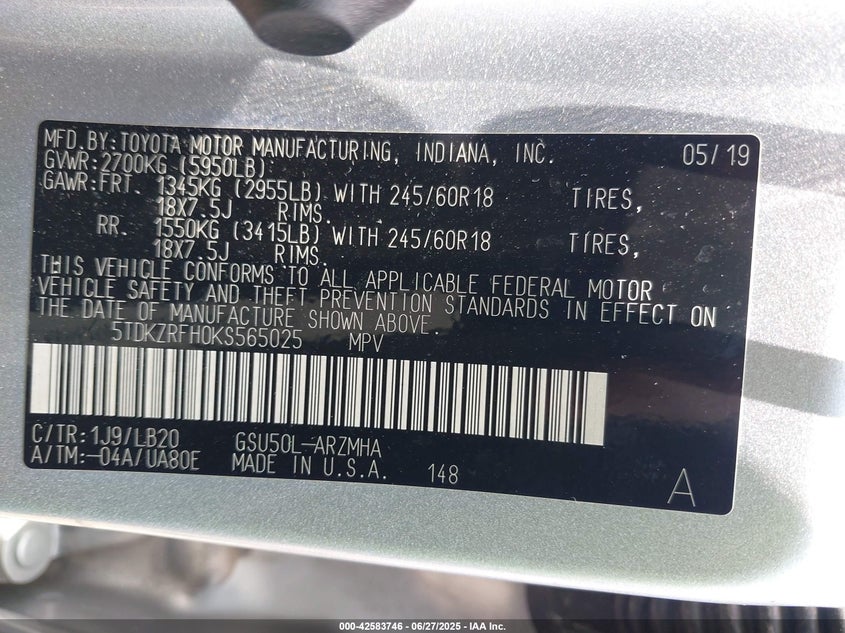 MFD.BY:TOYOTA MOTOR MANUFACTURING, INDIANA, INC. 05/19
GVWR:2700KG (5950LB)
GAWR:FRT. 1345KG (2955LB) WITH 245/60R18 TIRES,
18X7.5J RIMS.
RR. 1550KG (3415LB) WITH 245/60R18 TIRES,
18X7.5J RIMS.
THIS VEHICLE CONFORMS TO ALL APPLICABLE FEDERAL MOTOR
VEHICLE SAFETY AND THEFT PREVENTION STANDARDS IN EFFECT ON
THE DATE OF MANUFACTURE SHOWN ABOVE.
5TDKZRFH0KS565025 MPV
C/TR:1J9/LB20 GSU50L-ARZMHA
A/TM:-04A/UA80E MADE IN U.S.A. 148
A
000-42583746 — 06/27/2025 — IAA Inc.